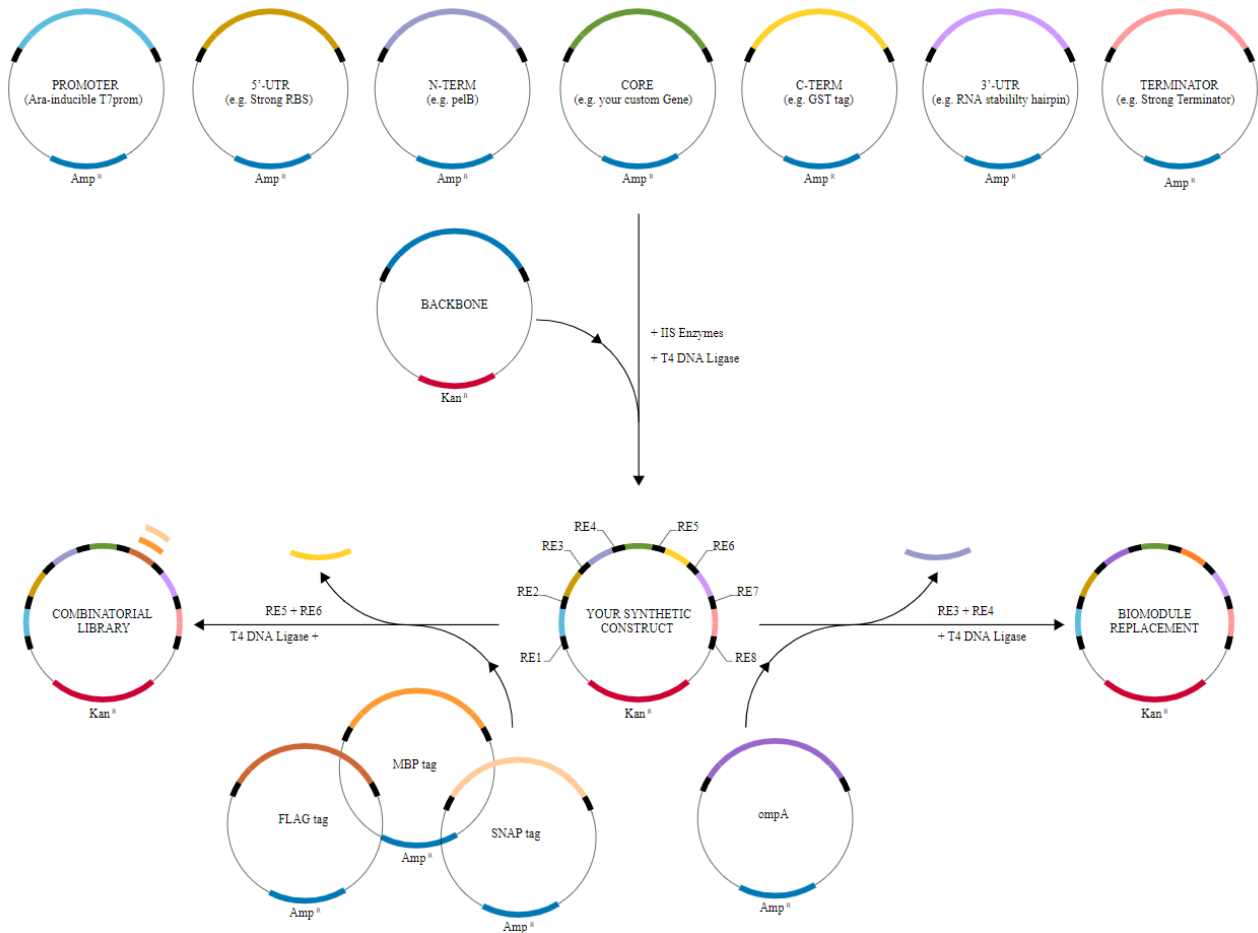 PROMOTER
(Ara-inducible T7prom)
Amp R
5'-UTR
(e.g. Strong RBS)
Amp R
N-TERM
(e.g. pelB)
Amp R
CORE
(e.g. your custom Gene)
Amp R
C-TERM
(e.g. GST tag)
Amp R
3'-UTR
(e.g. RNA stabililty hairpin)
Amp R
TERMINATOR
(e.g. Strong Terminator)
Amp R
BACKBONE
Kan R
+ IIS Enzymes
+ T4 DNA Ligase
COMBINATORIAL
LIBRARY
Kan R
RE5 + RE6
T4 DNA Ligase +
RE1
RE2
RE3
RE4
RE5
RE6
RE7
RE8
YOUR SYNTHETIC
CONSTRUCT
Kan R
RE3 + RE4
+ T4 DNA Ligase
BIOMODULE
REPLACEMENT
Kan R
MBP tag
Amp R
FLAG tag
Amp R
SNAP tag
Amp R
ompA
Amp R